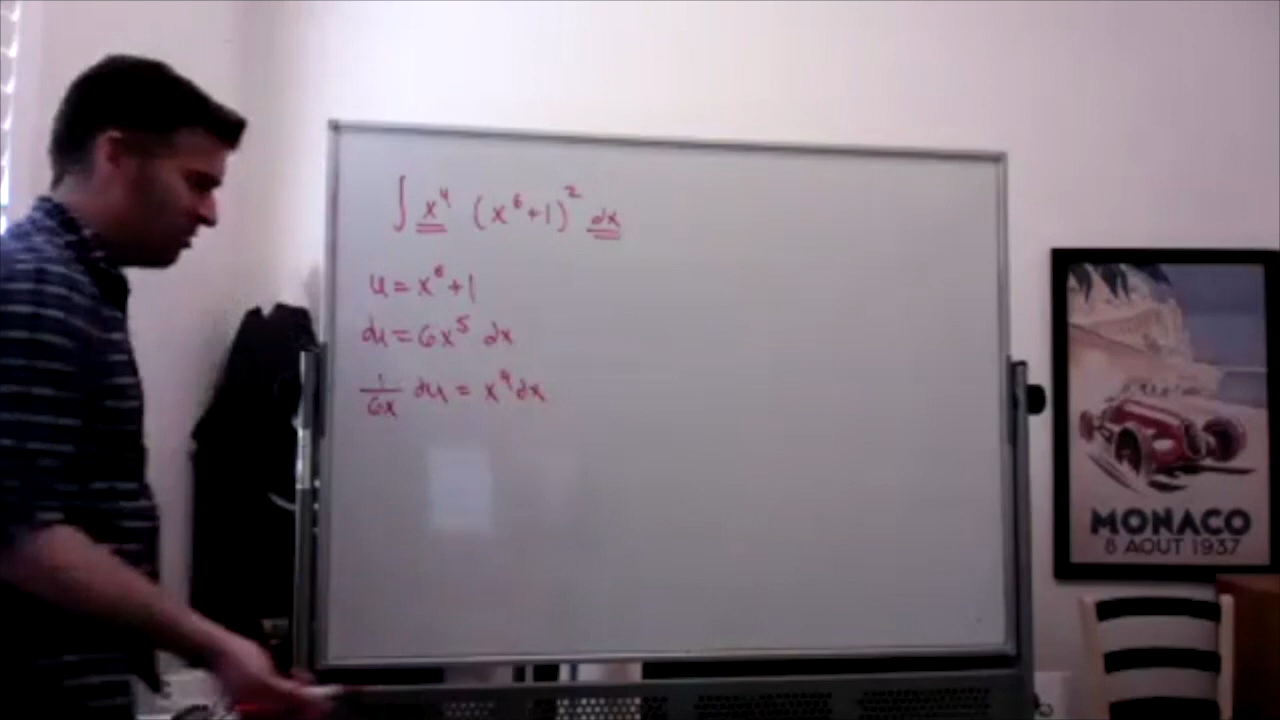 ∫ x⁴ (x⁶+1)² dx
u = x⁶+1
du = 6x⁵ dx
1/6x du = x⁴ dx
MONACO
8 AOUT 1937